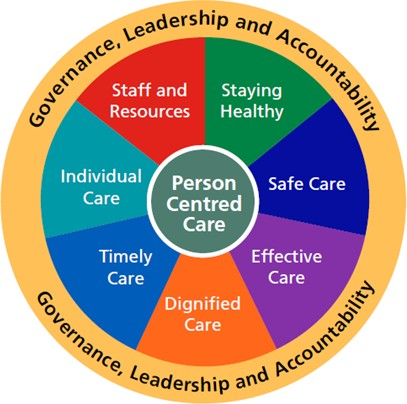 Governance, Leadership and Accountability
Staff and
Resources
Staying
Healthy
Individual
Care
Person
Centred
Care
Safe Care
Timely
Care
Effective
Care
Dignified
Care
Governance, Leadership and Accountability